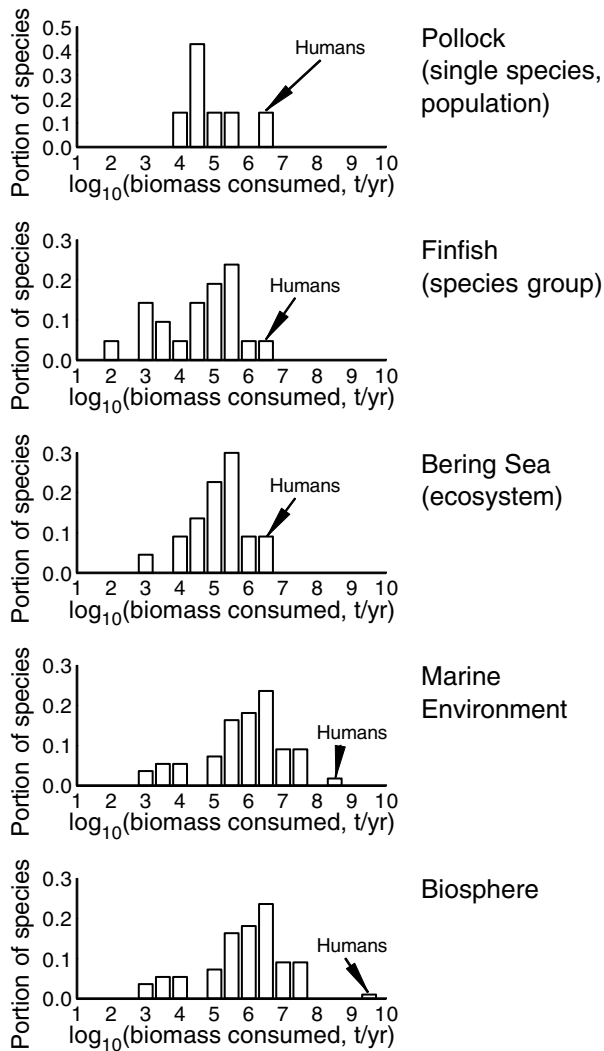 Portion of species
0.5
0.4
0.3
0.2
0.1
0.0
Humans
1 2 3 4 5 6 7 8 9 10
log10(biomass consumed, t/yr)
Pollock
(single species,
population)
Portion of species
0.3
0.2
0.1
0.0
Humans
1 2 3 4 5 6 7 8 9 10
log10(biomass consumed, t/yr)
Finfish
(species group)
Portion of species
0.3
0.2
0.1
0.0
Humans
1 2 3 4 5 6 7 8 9 10
log10(biomass consumed, t/yr)
Bering Sea
(ecosystem)
Portion of species
0.3
0.2
0.1
0.0
Humans
1 2 3 4 5 6 7 8 9 10
log10(biomass consumed, t/yr)
Marine
Environment
Portion of species
0.3
0.2
0.1
0.0
Humans
1 2 3 4 5 6 7 8 9 10
log10(biomass consumed, t/yr)
Biosphere